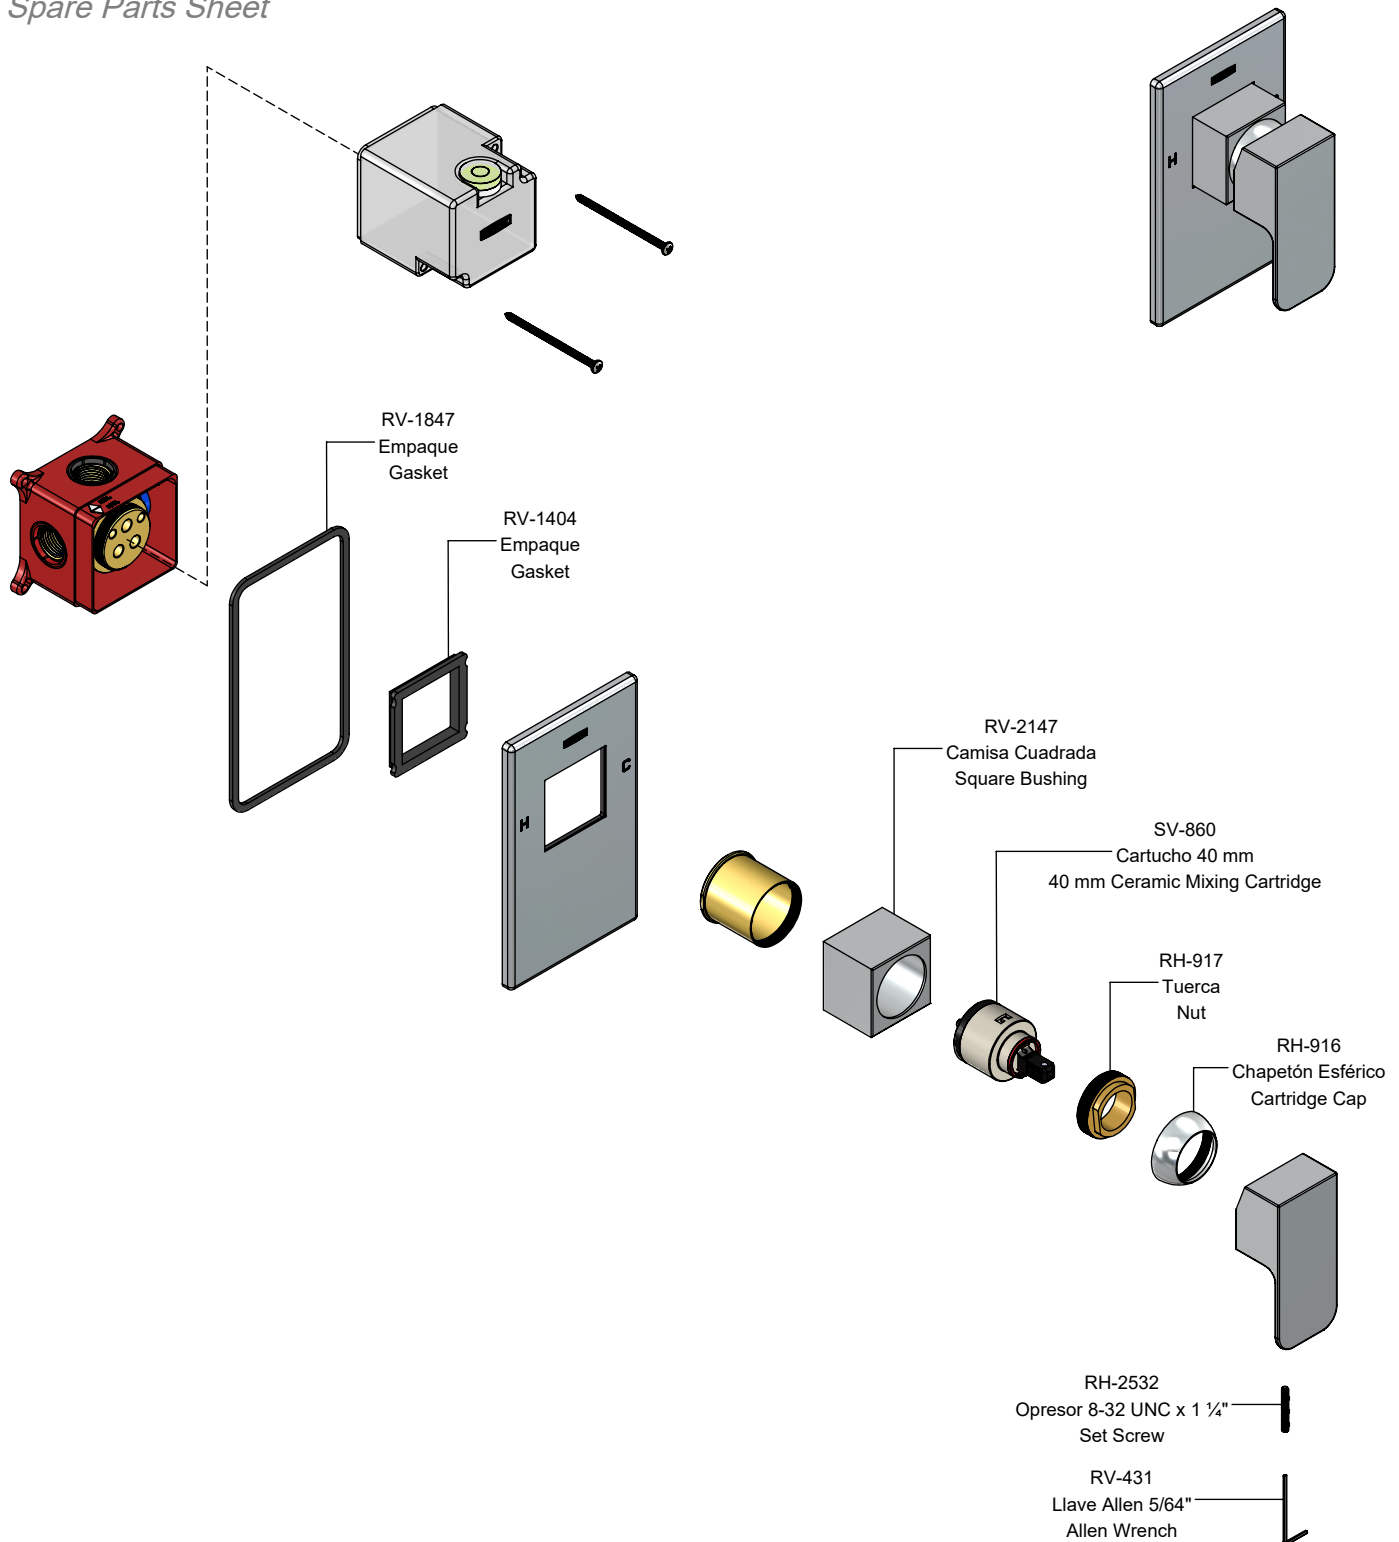 Spare Parts Sheet
H
RV-1847
Empaque
Gasket
RV-1404
Empaque
Gasket
C
H
RV-2147
Camisa Cuadrada
Square Bushing
SV-860
Cartucho 40 mm
40 mm Ceramic Mixing Cartridge
RH-917
Tuerca
Nut
RH-916
Chapetón Esférico
Cartridge Cap
RH-2532
Opresor 8-32 UNC x 1 ¼"
Set Screw
RV-431
Llave Allen 5/64"
Allen Wrench